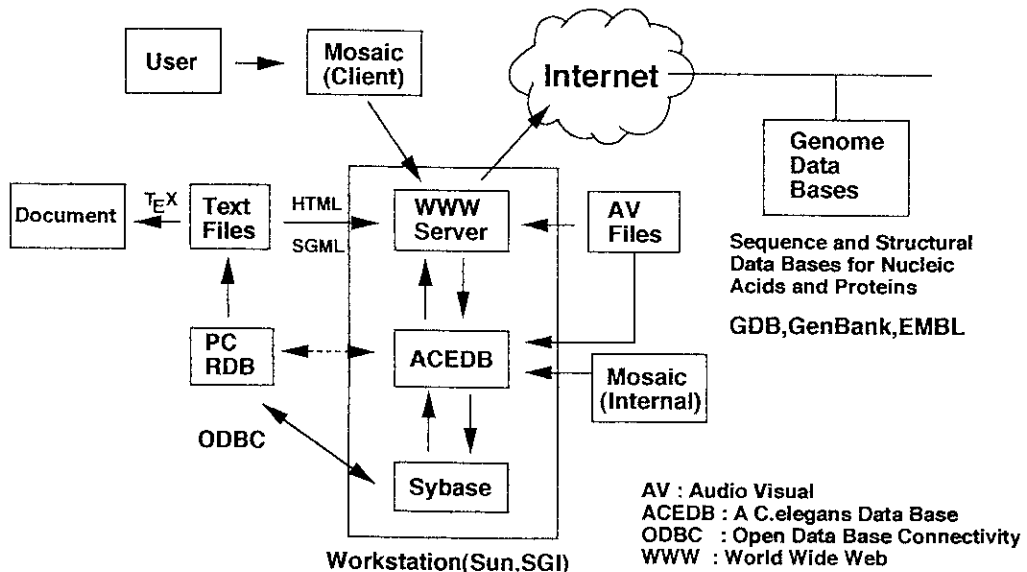 User
Mosaic
(Client)
Internet
Genome
Data
Bases
Document
TEX
Text
Files
HTML
SGML
WWW
Server
AV
Files
Sequence and Structural
Data Bases for Nucleic
Acids and Proteins
GDB,GenBank,EMBL
PC
RDB
ACEDB
Mosaic
(Internal)
ODBC
Sybase
Workstation(Sun,SGI)
AV : Audio Visual
ACEDB : A C.elegans Data Base
ODBC : Open Data Base Connectivity
WWW : World Wide Web